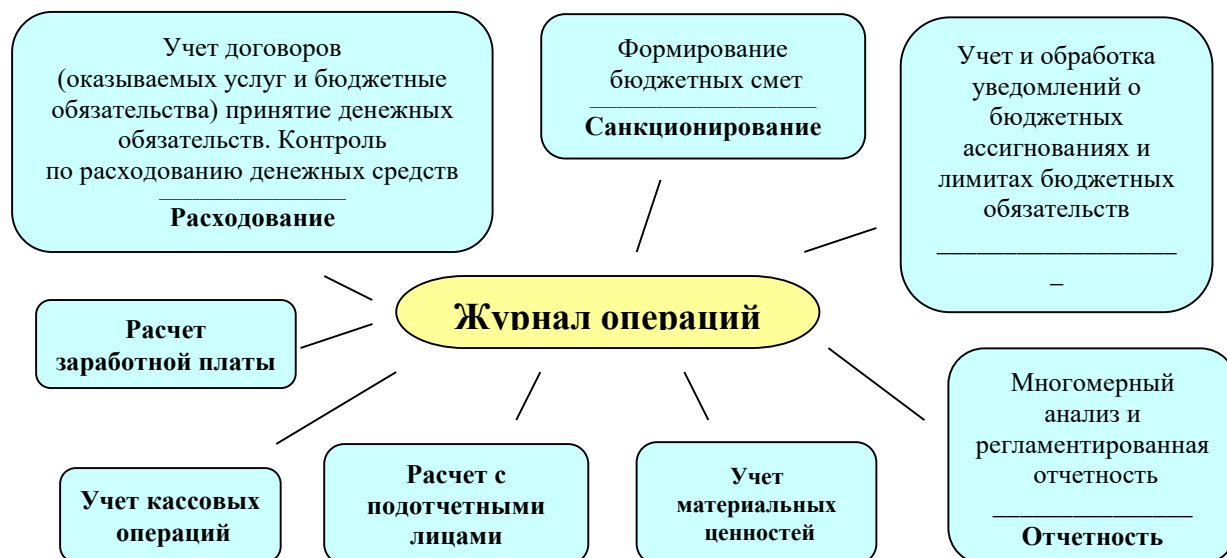 Учет договоров
(оказываемых услуг и бюджетные
обязательства) принятие денежных
обязательств. Контроль
по расходованию денежных средств
Расходование
Формирование
бюджетных смет
Санкционирование
Учет и обработка
уведомлений о
бюджетных
ассигнованиях и
лимитах бюджетных
обязательств
Журнал операций
Расчет
заработной платы
Учет кассовых
операций
Расчет с
подотчетными
лицами
Учет
материальных
ценностей
Многомерный
анализ и
регламентированная
отчетность
Отчетность